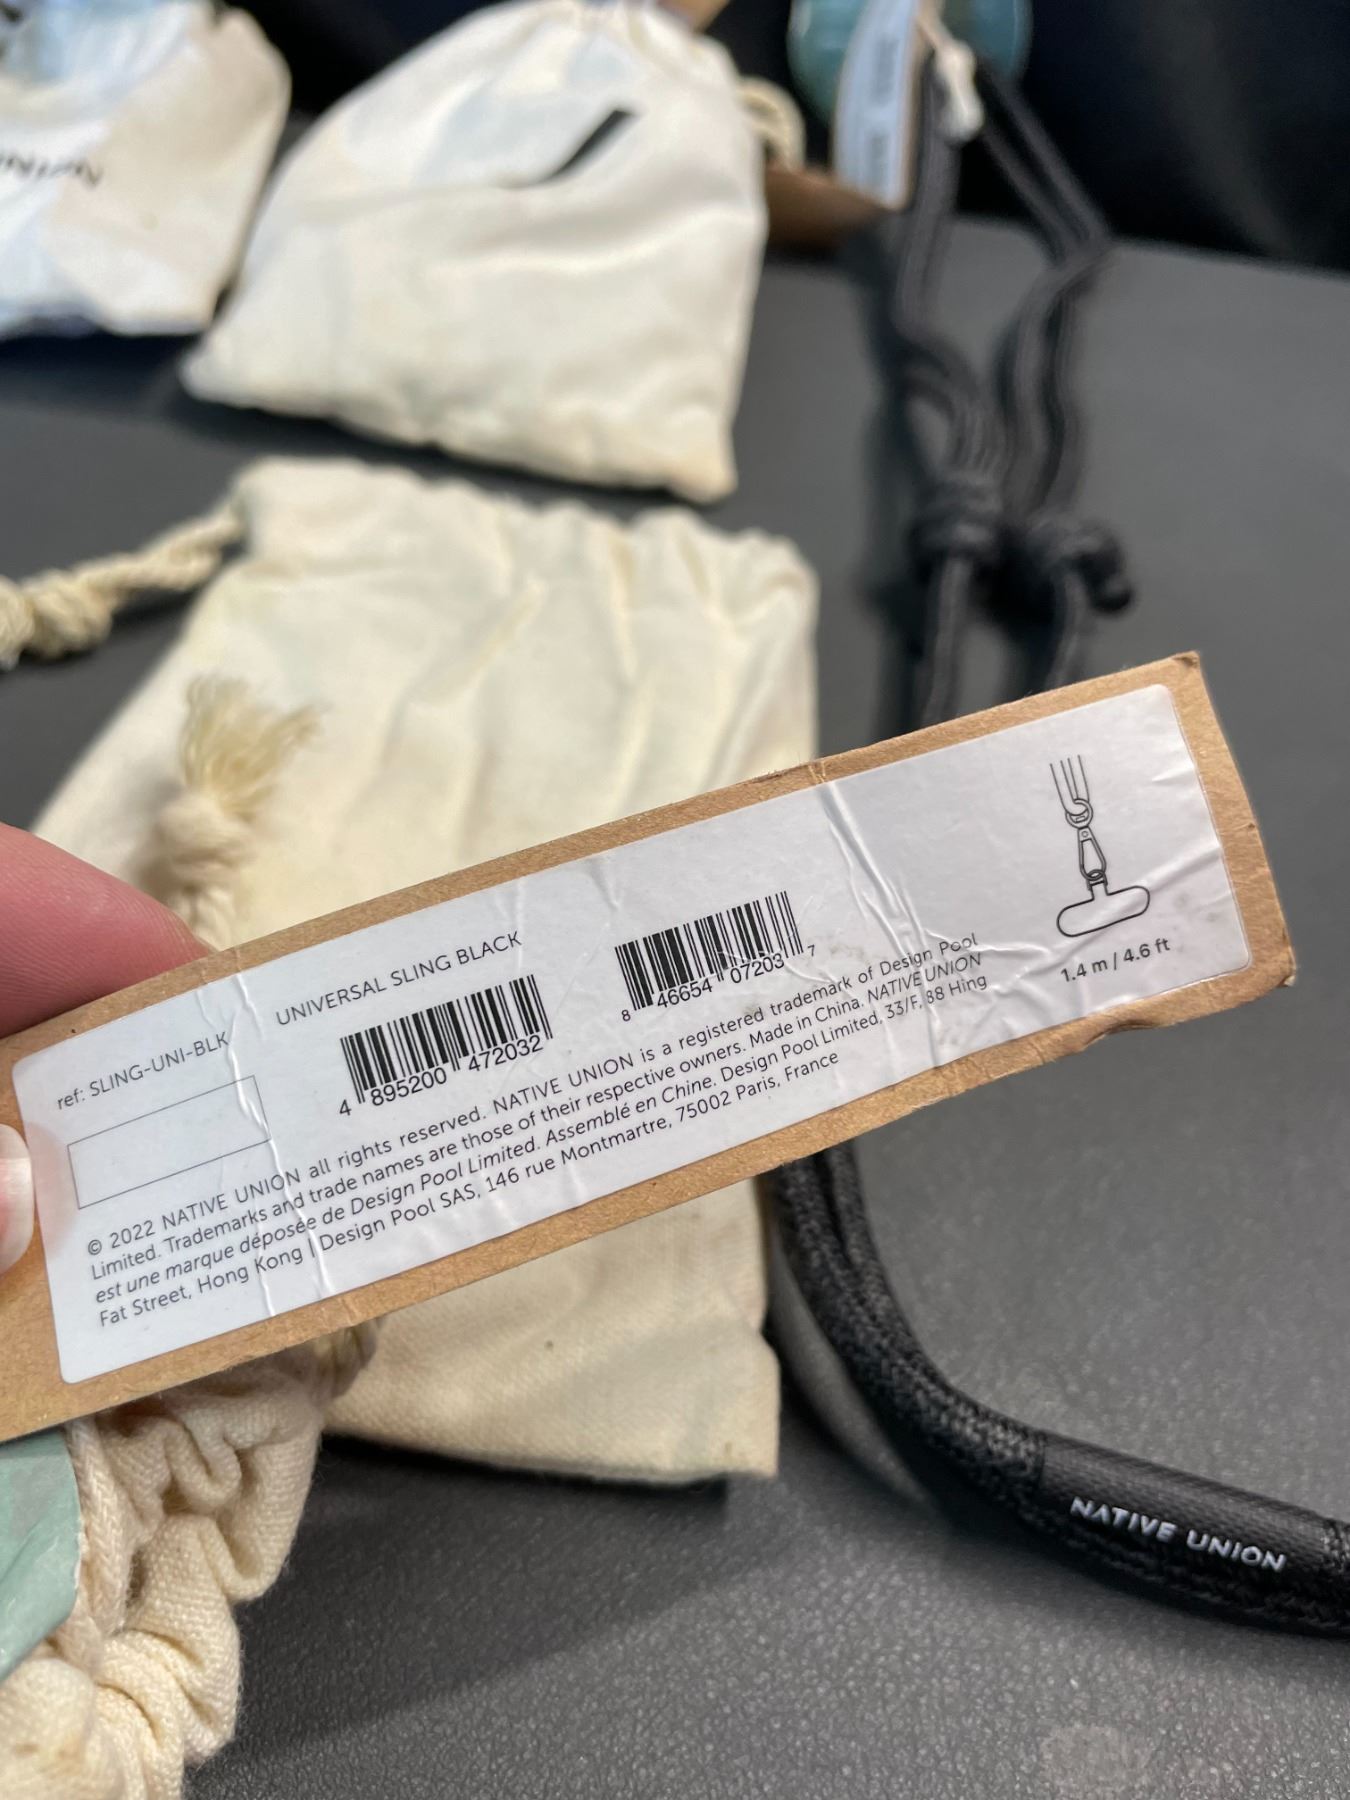 UNION
ref: SLING-UNI-BLK
UNIVERSAL SLING BLACK
4 895200 472032
8 46654 07203 7
© 2022 NATIVE UNION all rights reserved. NATIVE UNION is a registered trademark of Design Pool
Limited. Trademarks and trade names are those of their respective owners. Made in China. NATIVE UNION
est une marque déposée de Design Pool Limited. Assemblé en Chine. Design Pool Limited, 33/F, 88 Hing
Fat Street, Hong Kong | Design Pool SAS, 146 rue Montmartre, 75002 Paris, France
1.4 m / 4.6 ft
NATIVE UNION